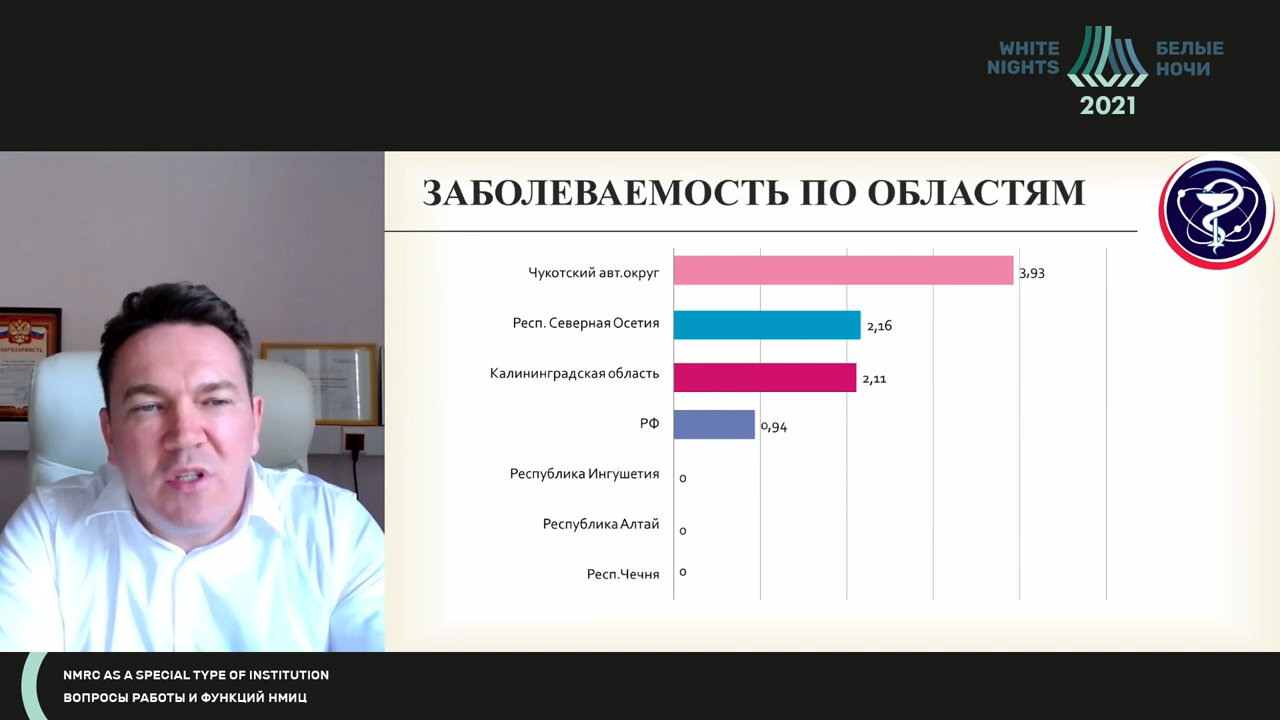 WHITE
NIGHTS
БЕЛЫЕ
НОЧИ
2021
ЗАБОЛЕВАЕМОСТЬ ПО ОБЛАСТЯМ
Чукотский авт.округ 3,93
Респ. Северная Осетия 2,16
Калининградская область 2,11
РФ 0,94
Республика Ингушетия 0
Республика Алтай 0
Респ.Чечня 0
NMRC AS A SPECIAL TYPE OF INSTITUTION
ВОПРОСЫ РАБОТЫ И ФУНКЦИЙ НМИЦ